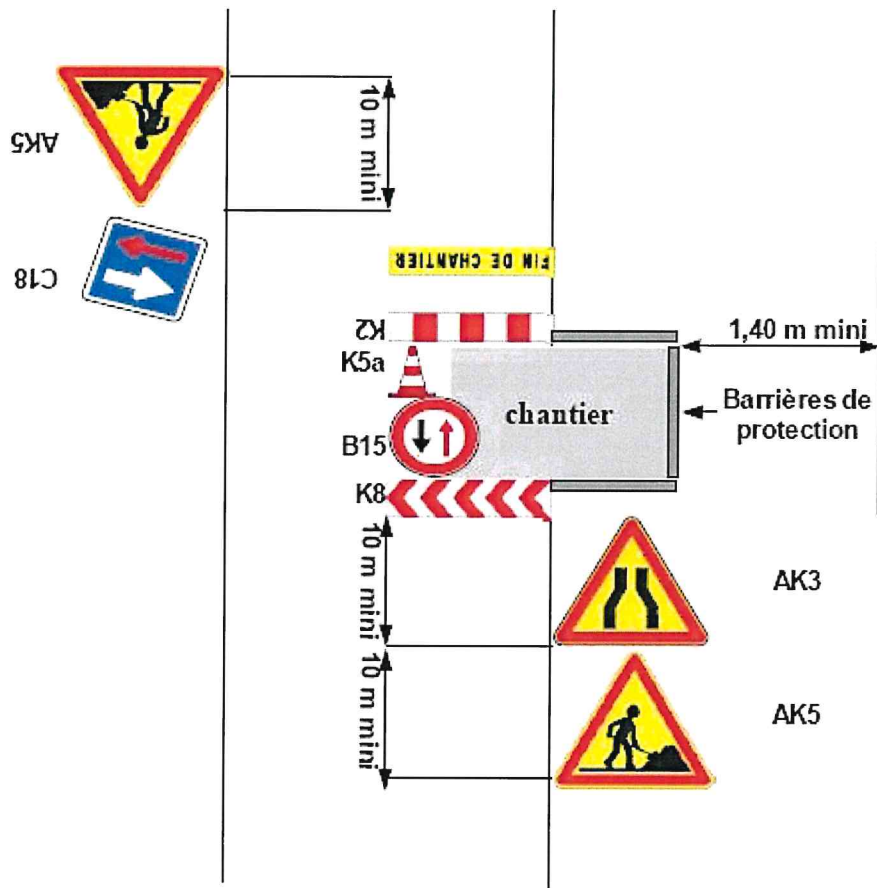 AK5
10 m mini
C18
FIN DE CHANTIER
K2
K5a
1,40 m mini
chantier
Barrières de
protection
B15
K8
10 m mini
AK3
10 m mini
AK5